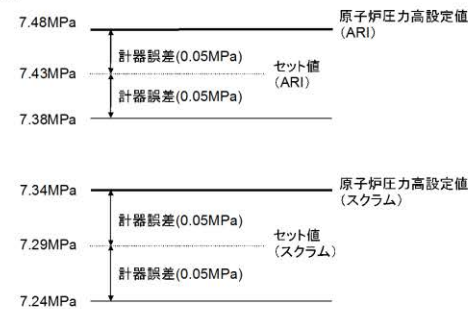 7.48MPa
原子炉圧力高設定値
(ARI)
計器誤差(0.05MPa)
7.43MPa
セット値
(ARI)
計器誤差(0.05MPa)
7.38MPa
7.34MPa
原子炉圧力高設定値
(スクラム)
計器誤差(0.05MPa)
7.29MPa
セット値
(スクラム)
計器誤差(0.05MPa)
7.24MPa